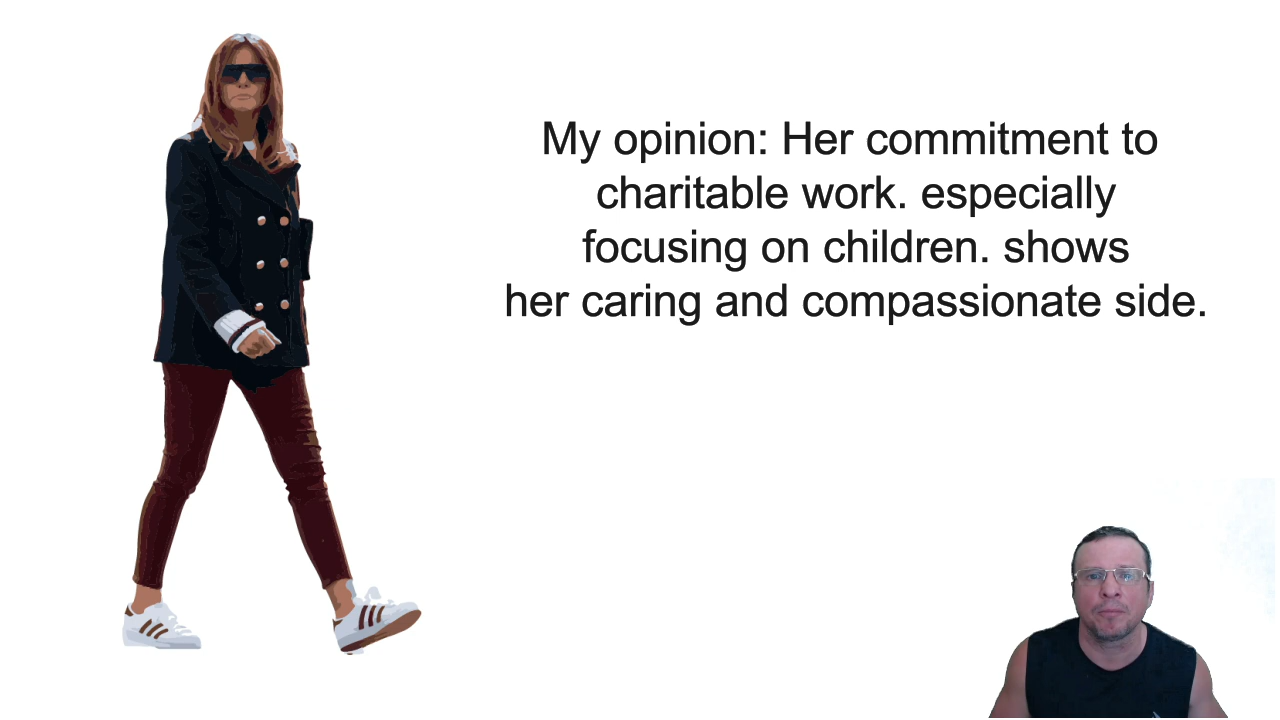 My opinion: Her commitment to
charitable work. especially
focusing on children. shows
her caring and compassionate side.